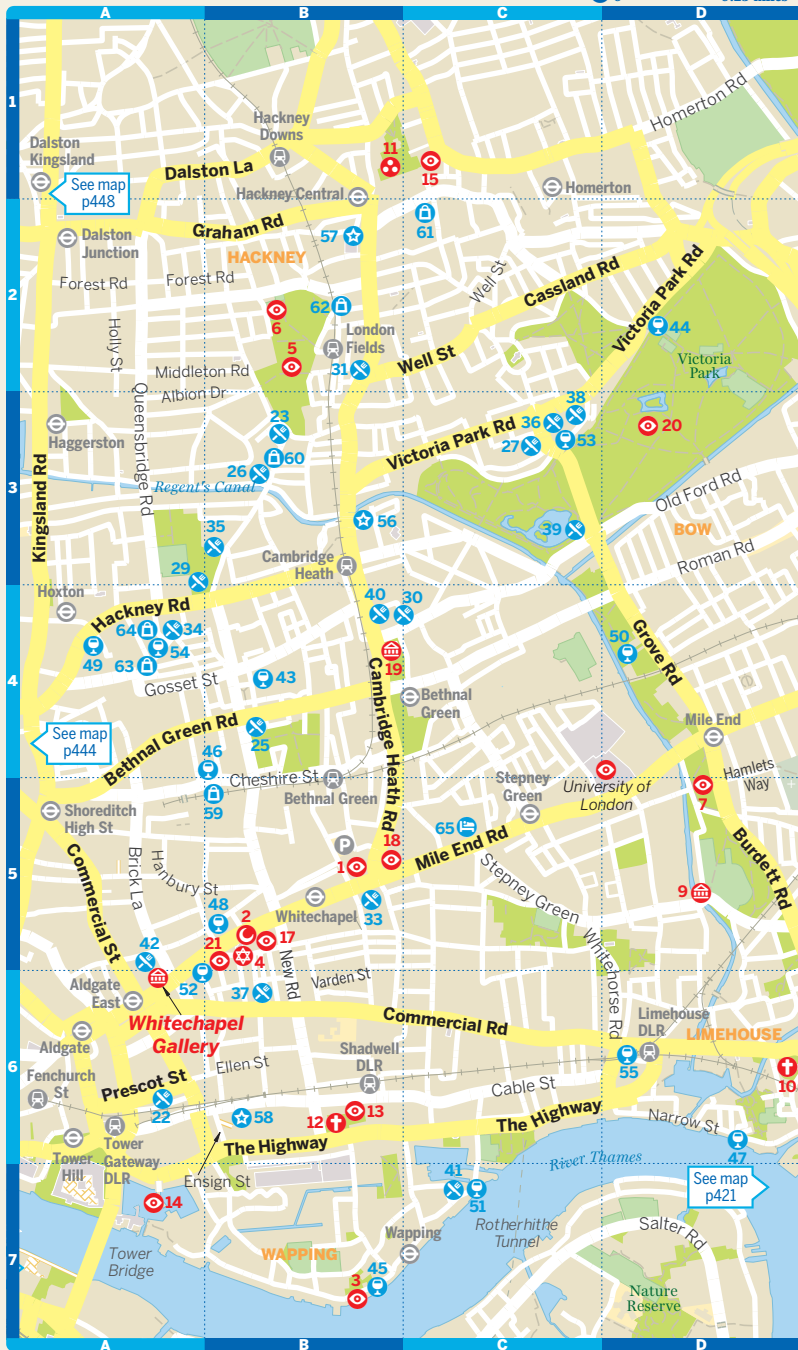 A B C D
1
Homerton Rd
Hackney
Downs
Dalston
Kingsland
Dalston La
11
15
See map
p448
Hackney Central
Homerton
Graham Rd
61
57
Dalston
Junction
HACKNEY
2
Forest Rd
Forest Rd
Well St
Cassland Rd
Victoria Park Rd
62
6
44
Holly St
London
Fields
5
Victoria
Park
Well St
Middleton Rd
31
Albion Dr
Queensbridge Rd
38
23
36
Haggerston
Victoria Park Rd
20
53
27
60
26
3
Regent's Canal
Kingsland Rd
Old Ford Rd
56
39
BOW
35
Roman Rd
Cambridge
Heath
29
Hoxton
40
30
Hackney Rd
64
34
50
Grove Rd
49
54
63
19
4
Gosset St
43
Cambridge Heath Rd
Bethnal
Green
Mile End
See map
p444
Bethnal Green Rd
25
46
Cheshire St
Stepney
Green
University of
London
Hamlets
Way
59
Bethnal Green
7
Shoreditch
High St
65
P
18
Mile End Rd
Burdett Rd
Commercial St
Brick La
Hanbury St
1
5
Stepney Green
9
Whitechapel
33
48
2
21
17
4
42
New Rd
Whitehorse Rd
52
Varden St
37
Aldgate
East
Whitechapel
Gallery
Commercial Rd
Limehouse
DLR
LIMEHOUSE
Aldgate
6
Ellen St
Shadwell
DLR
55
Fenchurch
St
Prescot St
Cable St
10
22
58
13
12
The Highway
Narrow St
The Highway
47
Tower
Hill
Tower
Gateway
DLR
River Thames
Ensign St
41
51
See map
p421
14
Rotherhithe
Tunnel
Salter Rd
Wapping
Tower
Bridge
WAPPING
7
45
3
Nature
Reserve
A B C D